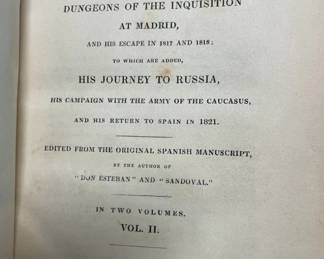 DUNGEONS OF THE INQUISITION
AT MADRID,
AND HIS ESCAPE IN 1817 AND 1818;
TO WHICH ARE ADDED,
HIS JOURNEY TO RUSSIA,
HIS CAMPAIGN WITH THE ARMY OF THE CAUCASUS,
AND HIS RETURN TO SPAIN IN 1821.
EDITED FROM THE ORIGINAL SPANISH MANUSCRIPT,
BY THE AUTHOR OF
"DON ESTEBAN" AND "SANDOVAL."
IN TWO VOLUMES.
VOL. II.